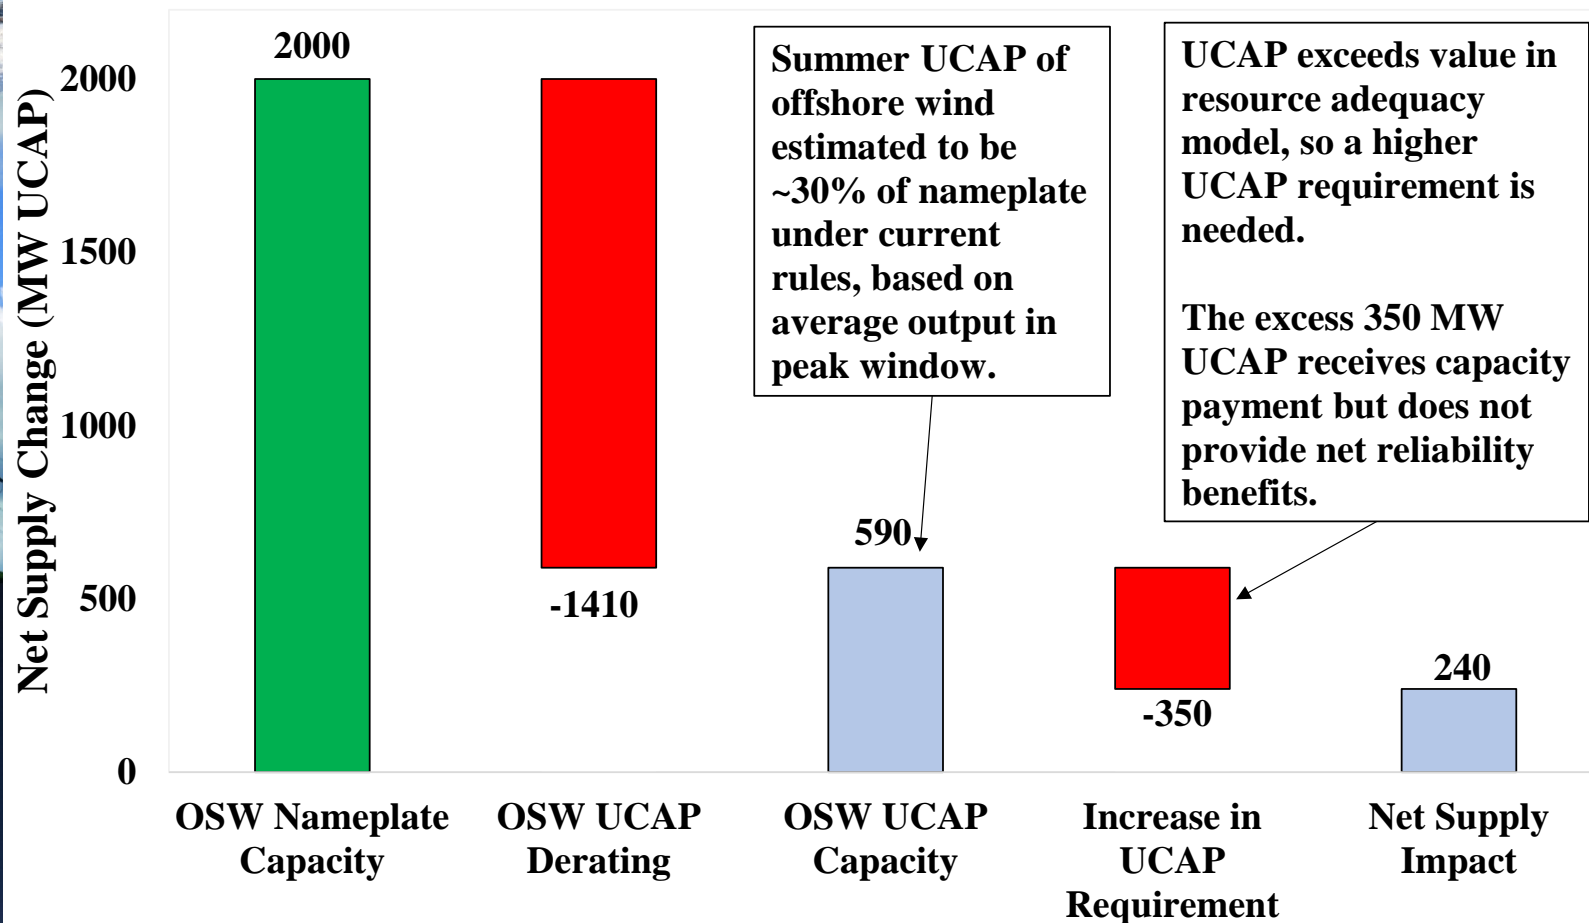 Net Supply Change (MW UCAP)
2000
1500
1000
500
0
2000
-1410
590
-350
240
Summer UCAP of
offshore wind
estimated to be
~30% of nameplate
under current
rules, based on
average output in
peak window.
UCAP exceeds value in
resource adequacy
model, so a higher
UCAP requirement is
needed.
The excess 350 MW
UCAP receives capacity
payment but does not
provide net reliability
benefits.
OSW Nameplate
Capacity
OSW UCAP
Derating
OSW UCAP
Capacity
Increase in
UCAP
Requirement
Net Supply
Impact